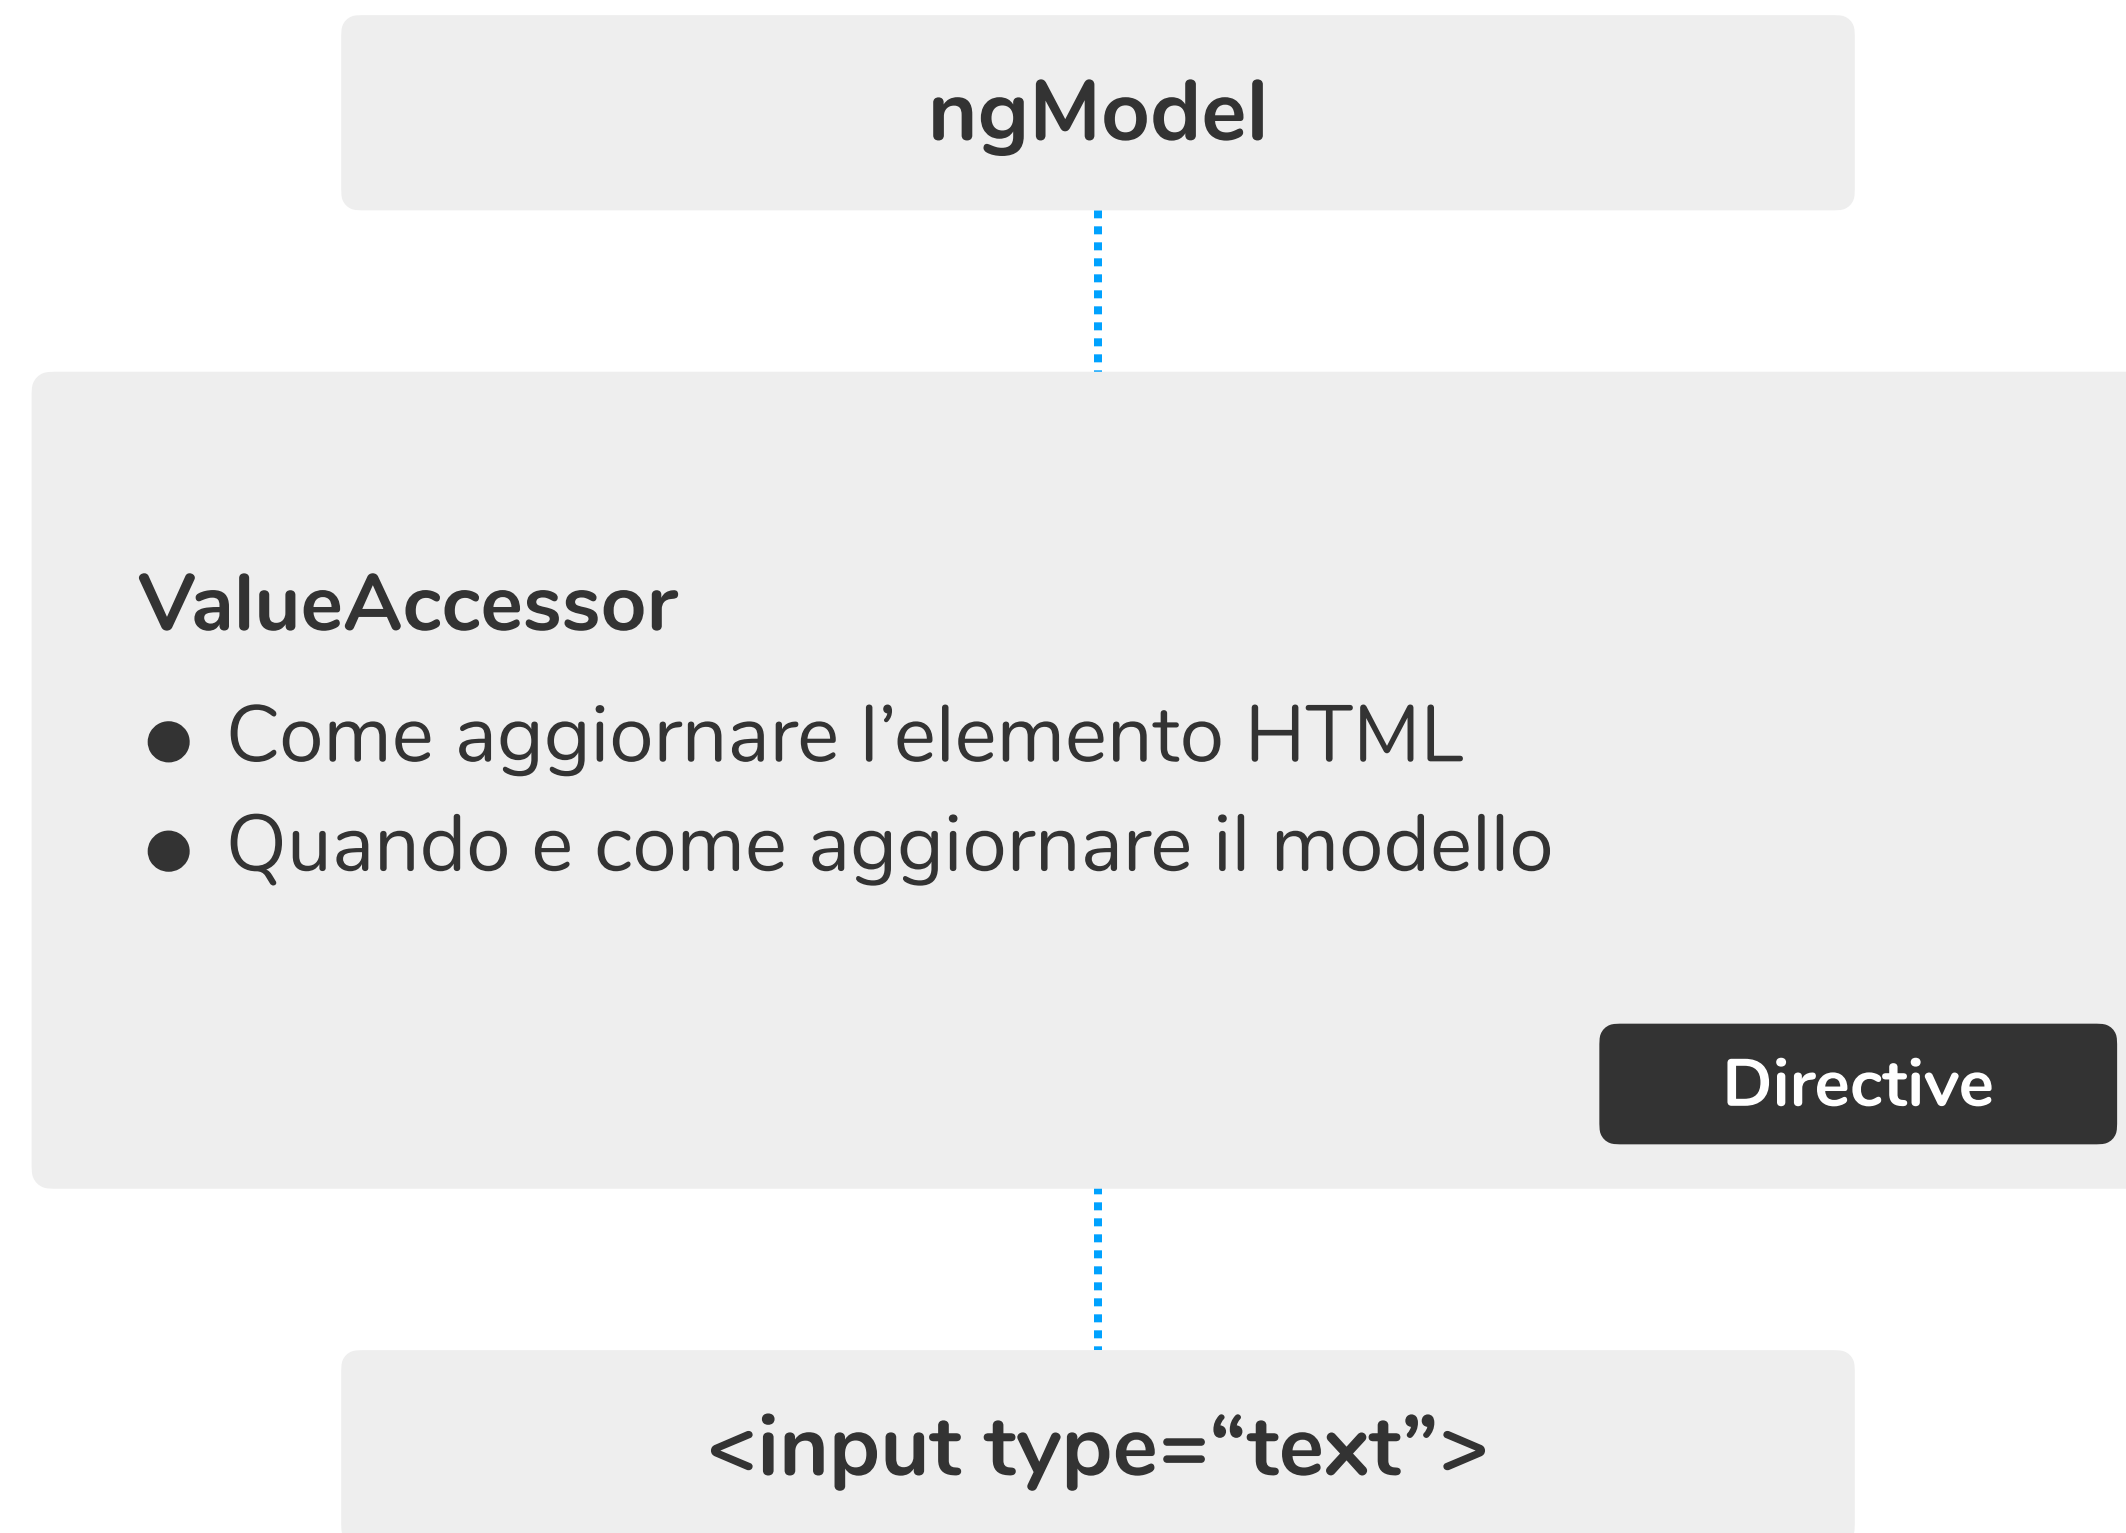 ngModel
ValueAccessor
● Come aggiornare l’elemento HTML
● Quando e come aggiornare il modello
Directive
<input type=“text”>